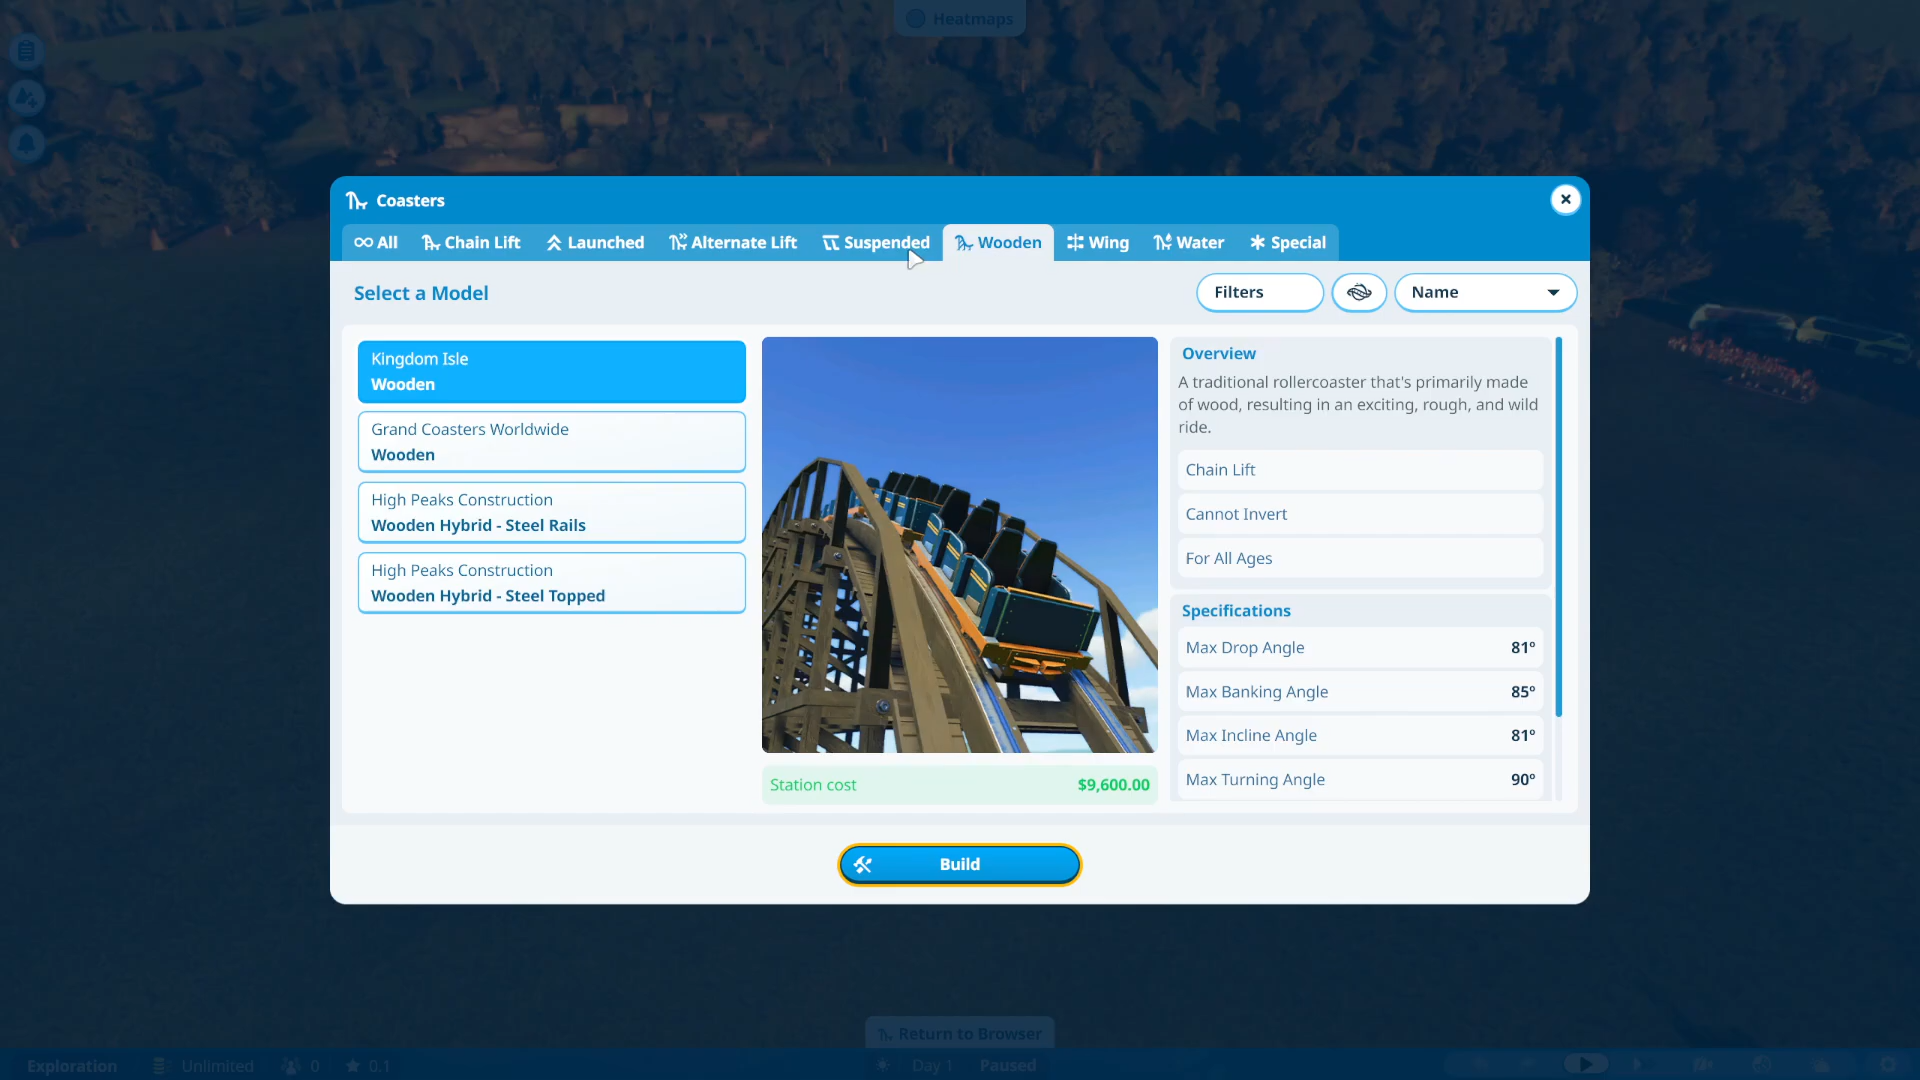 Heatmaps
Coasters
All
Chain Lift
Launched
Alternate Lift
Suspended
Wooden
Wing
Water
Special
Select a Model
Filters
Name
Kingdom Isle
Wooden
Grand Coasters Worldwide
Wooden
High Peaks Construction
Wooden Hybrid - Steel Rails
High Peaks Construction
Wooden Hybrid - Steel Topped
Station cost
$9,600.00
Overview
A traditional rollercoaster that's primarily made
of wood, resulting in an exciting, rough, and wild
ride.
Chain Lift
Cannot Invert
For All Ages
Specifications
Max Drop Angle 81º
Max Banking Angle 85º
Max Incline Angle 81º
Max Turning Angle 90º
Build
Return to Browser
Exploration
Unlimited
0
0.1
Day 1
Paused